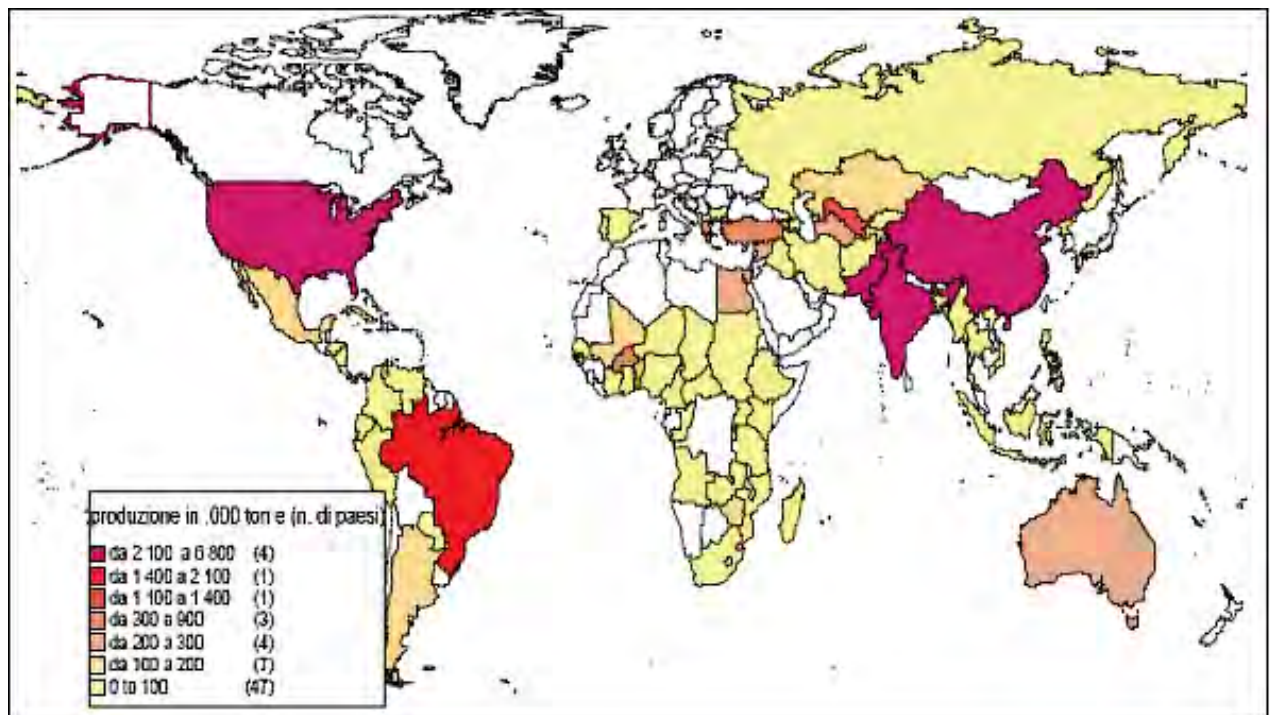 produzione in .000 ton e (n. di paesi)
da 2 100 a 6 800 (4)
da 1 400 a 2 100 (1)
da 1 100 a 1 400 (1)
da 300 a 900 (3)
da 200 a 300 (4)
da 100 a 200 (7)
0 to 100 (47)